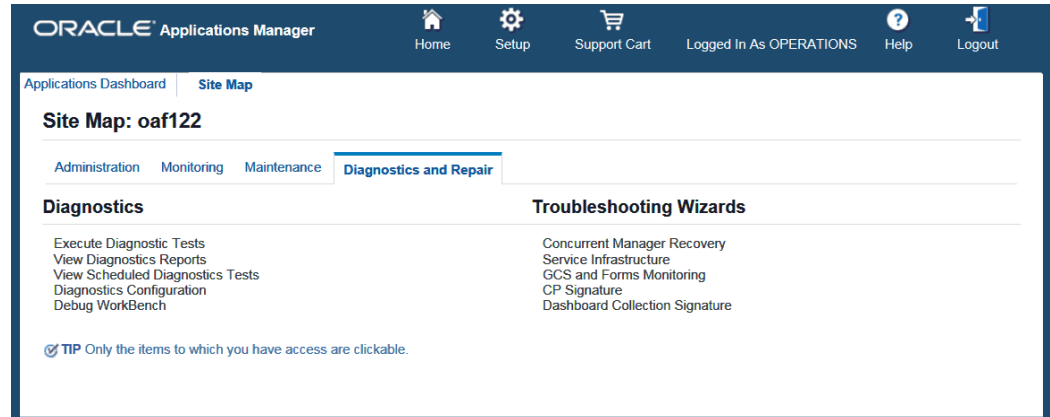 ORACLE Applications Manager
Home Setup Support Cart Logged In As OPERATIONS Help Logout
Applications Dashboard Site Map
Site Map: oaf122
Administration Monitoring Maintenance Diagnostics and Repair
Diagnostics
Execute Diagnostic Tests
View Diagnostics Reports
View Scheduled Diagnostics Tests
Diagnostics Configuration
Debug WorkBench
Troubleshooting Wizards
Concurrent Manager Recovery
Service Infrastructure
GCS and Forms Monitoring
CP Signature
Dashboard Collection Signature
TIP Only the items to which you have access are clickable.